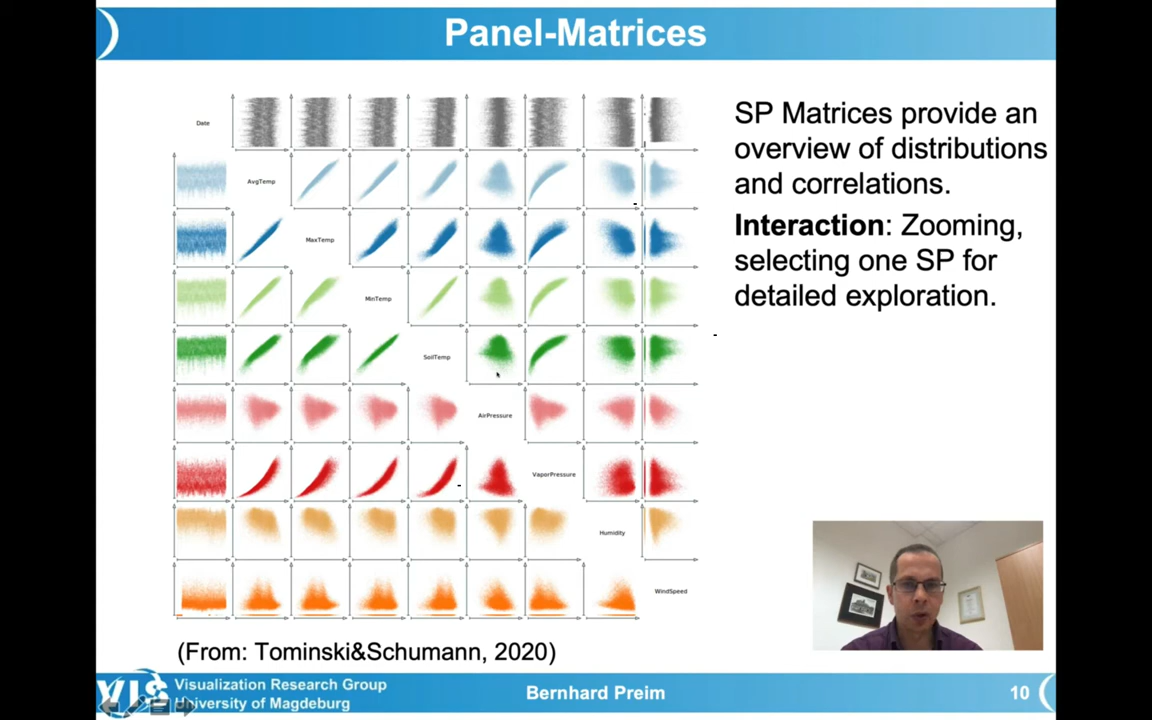 Panel-Matrices
Date
AvgTemp
MaxTemp
MinTemp
SoilTemp
AirPressure
VaporPressure
Humidity
WindSpeed
SP Matrices provide an
overview of distributions
and correlations.
Interaction: Zooming,
selecting one SP for
detailed exploration.
(From: Tominski&Schumann, 2020)
VIS
Visualization Research Group
University of Magdeburg
Bernhard Preim
10